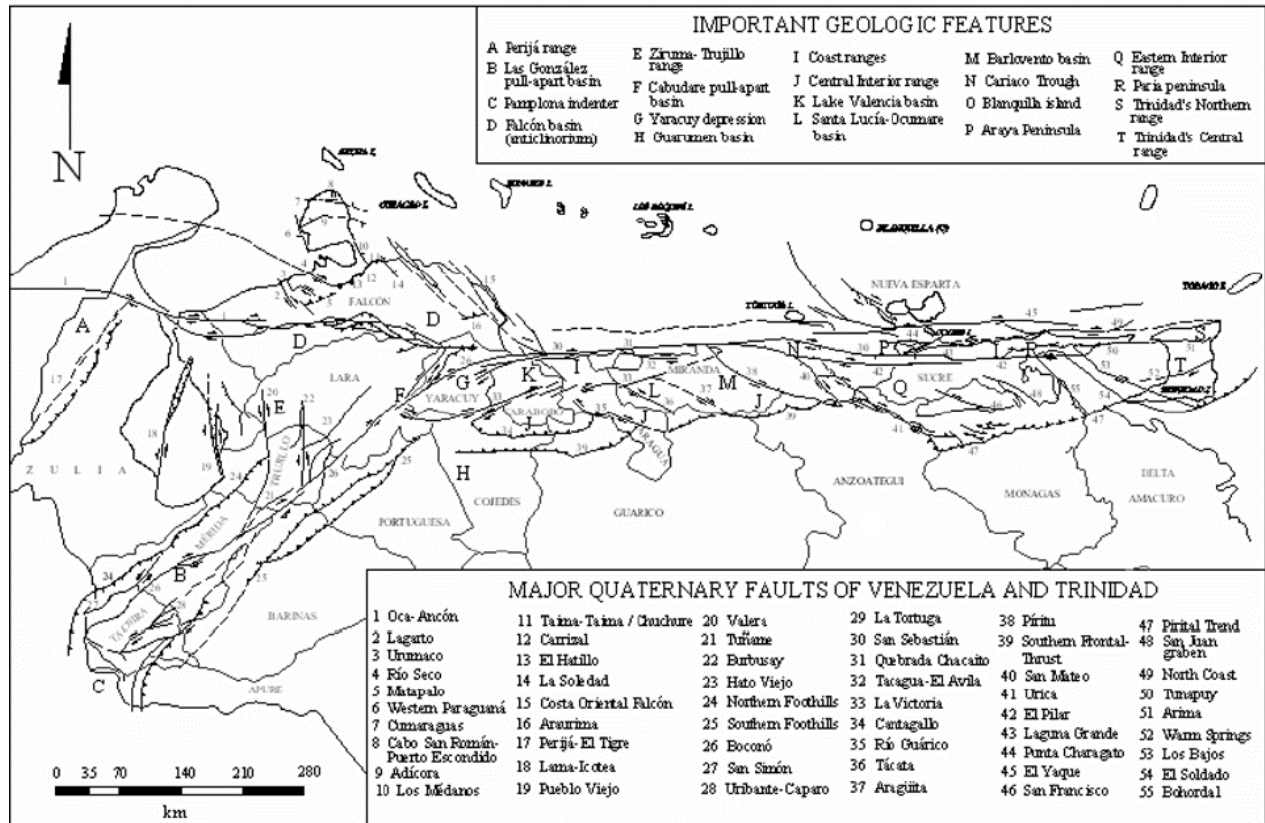 IMPORTANT GEOLOGIC FEATURES
A Perijá range
B Las González
pull-apart basin
C Pamplona indenter
D Falcón basin
(anticlinorium)
E Ziruma-Trujillo
range
F Cabudare pull-apart
basin
G Yaracuy depression
H Guarumen basin
I Coast ranges
J Central Interior range
K Lake Valencia basin
L Santa Lucía-Ocumare
basin
M Barlovento basin
N Cariaco Trough
O Blanquilla island
P Araya Peninsula
Q Eastern Interior
range
R Paria peninsula
S Trinidad's Northern
range
T Trinidad's Central
range
N
NUEVA ESPARTA
FALCÓN
LARA
YARACUY
CARABOBO
MIRANDA
ARAGUA
SUCRE
ZULIA
TRUJILLO
MÉRIDA
TÁCHIRA
BARINAS
APURE
PORTUGUESA
COJEDES
GUARICO
ANZOATEGUI
MONAGAS
DELTA
AMACURO
0 35 70 140 210 280
km
MAJOR QUATERNARY FAULTS OF VENEZUELA AND TRINIDAD
1 Oca-Ancón
2 Lagarto
3 Urumaco
4 Río Seco
5 Matapalo
6 Western Paraguaná
7 Cumaraguas
8 Cabo San Román-
Puerto Escondido
9 Adícora
10 Los Médanos
11 Taima-Taima / Chuchure
12 Carrizal
13 El Hatillo
14 La Soledad
15 Costa Oriental Falcón
16 Araurima
17 Perijá-El Tigre
18 Lama-Icotea
19 Pueblo Viejo
20 Valera
21 Tuñame
22 Burbusay
23 Hato Viejo
24 Northern Foothills
25 Southern Foothills
26 Boconó
27 San Simón
28 Uribante-Caparo
29 La Tortuga
30 San Sebastián
31 Quebrada Chacaito
32 Tacagua-El Avila
33 La Victoria
34 Cantagallo
35 Río Guárico
36 Tácata
37 Aragüita
38 Píritu
39 Southern Frontal-
Thrust
40 San Mateo
41 Urica
42 El Pilar
43 Laguna Grande
44 Punta Charagato
45 El Yaque
46 San Francisco
47 Pirital Trend
48 San Juan
graben
49 North Coast
50 Tunapuy
51 Arima
52 Warm Springs
53 Los Bajos
54 El Soldado
55 Bohordal